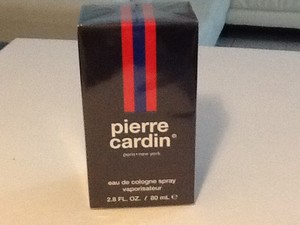 pierre
cardin®
paris•new york
eau de cologne spray
vaporisateur
2.8 FL. OZ. / 80 ml ℮